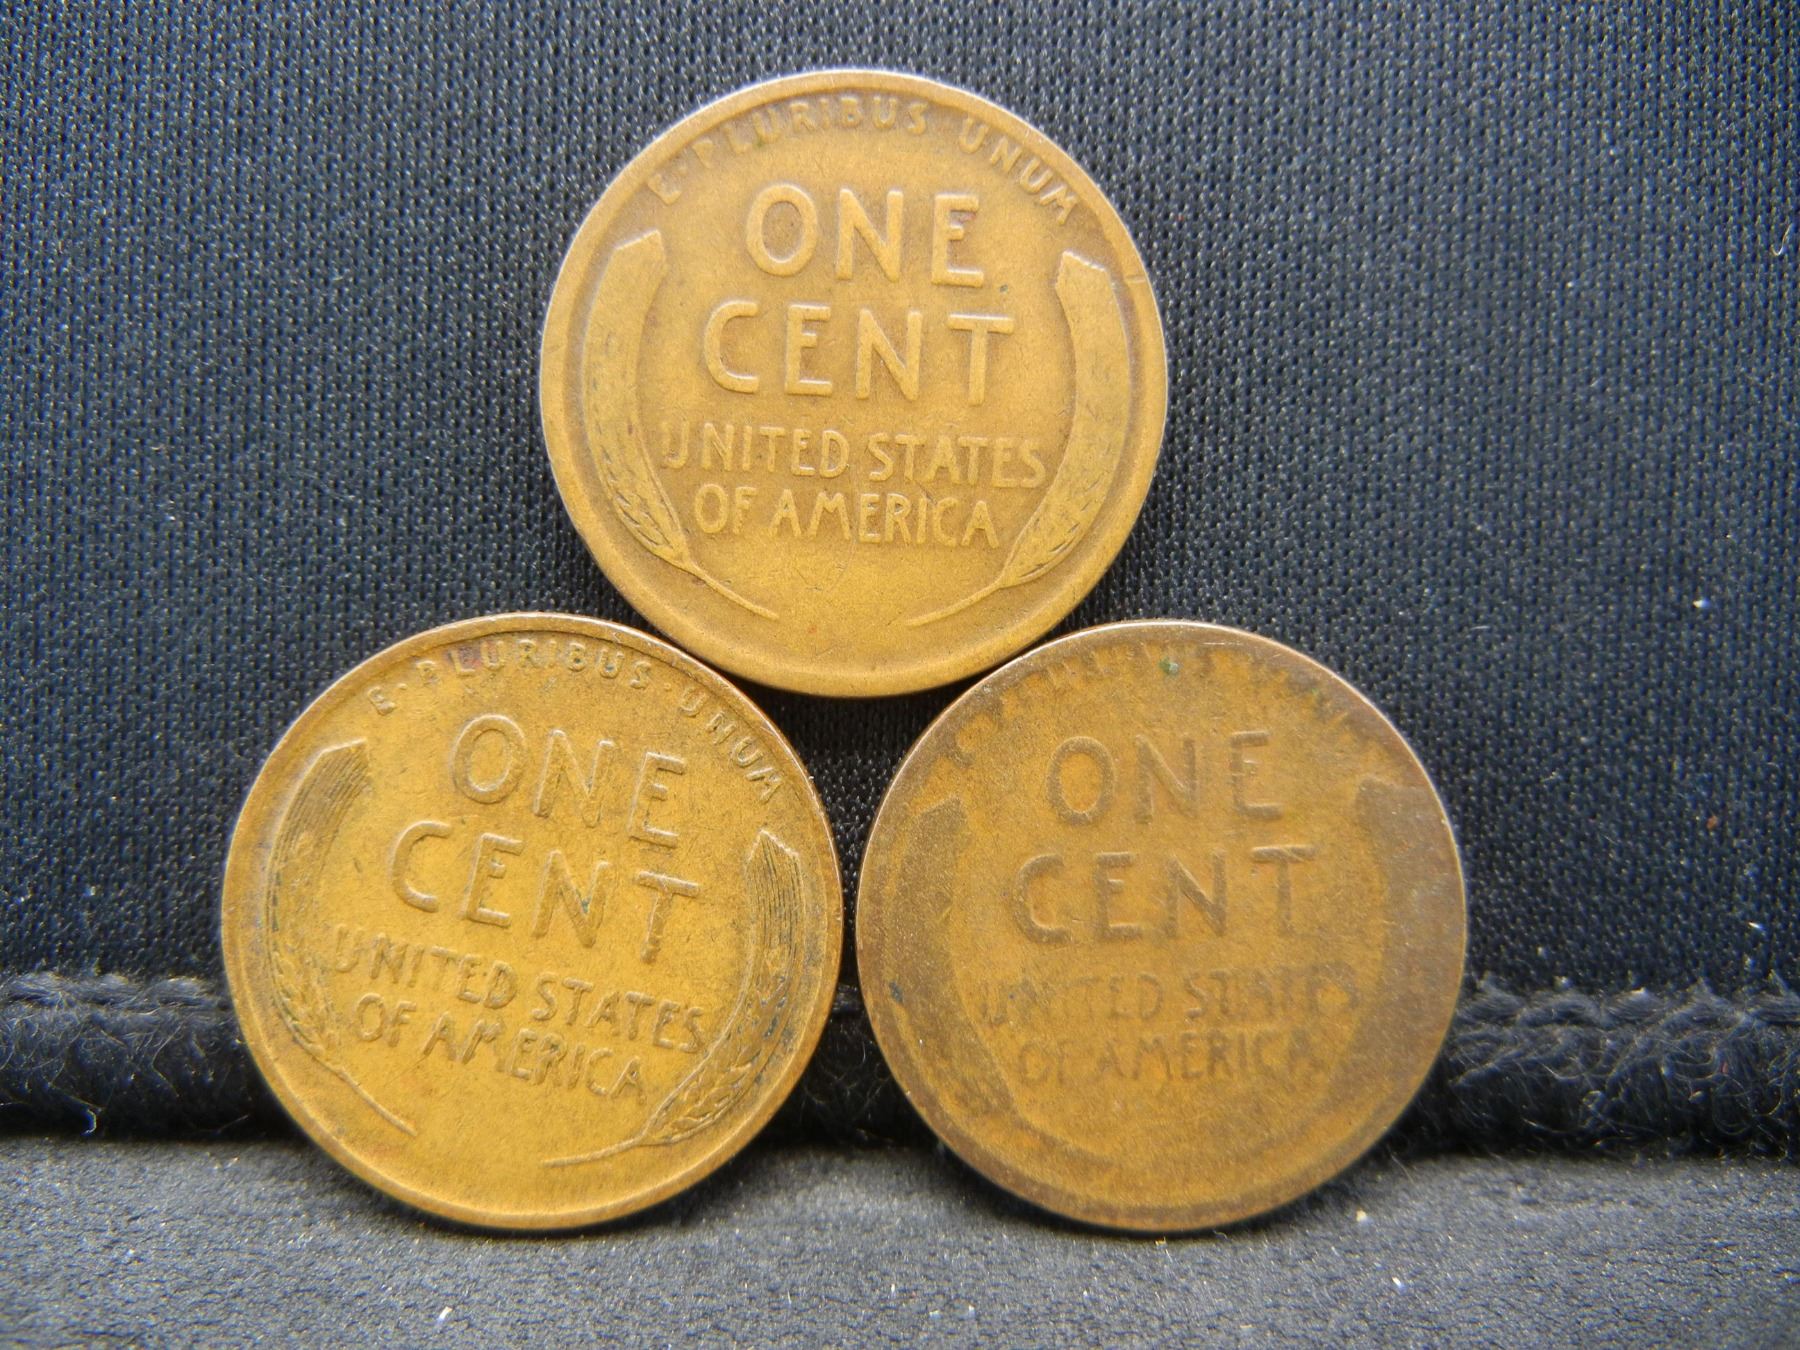 E · PLURIBUS UNUM
ONE
CENT
UNITED STATES
OF AMERICA
E · PLURIBUS · UNUM
ONE
CENT
UNITED STATES
OF AMERICA
ONE
CENT
UNITED STATES
OF AMERICA